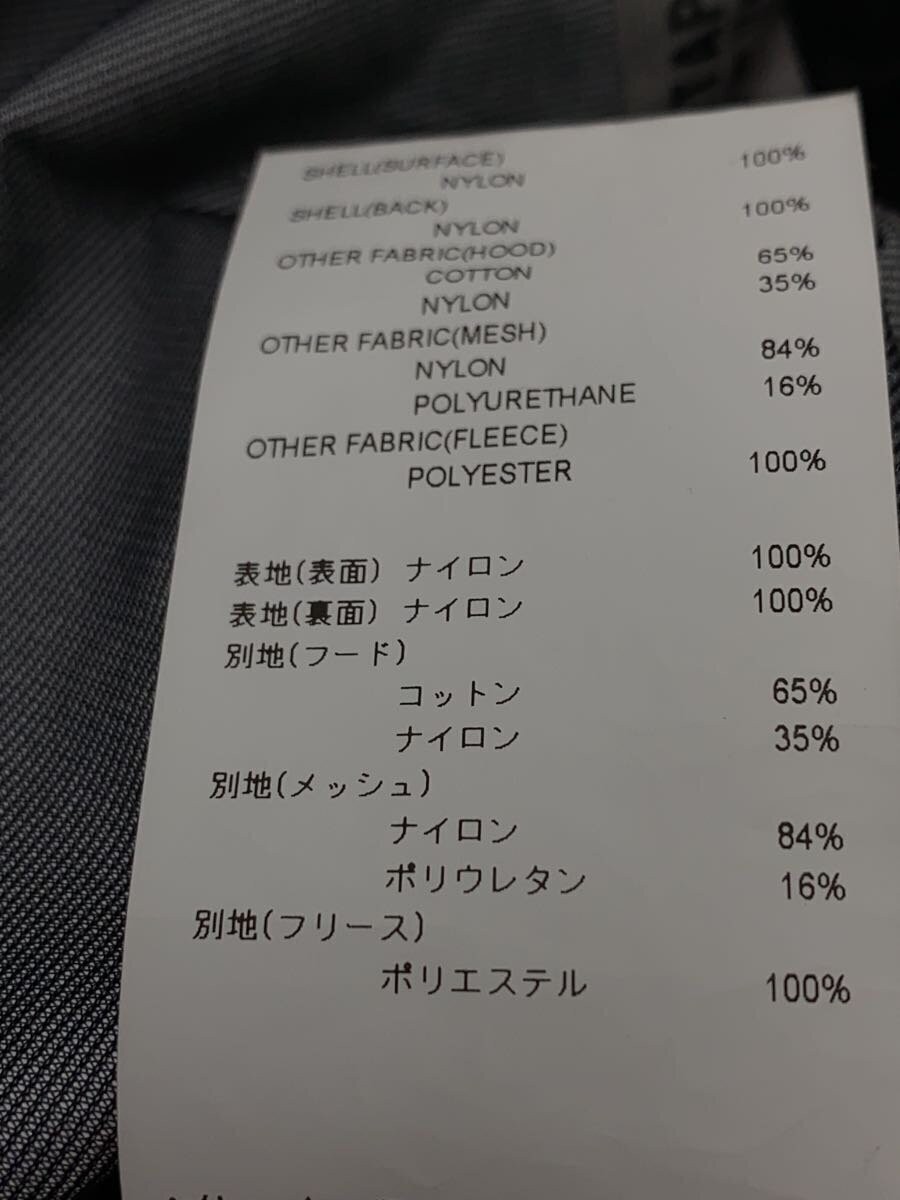 SHELL(SURFACE)
NYLON 100%
SHELL(BACK)
NYLON 100%
OTHER FABRIC(HOOD)
COTTON 65%
NYLON 35%
OTHER FABRIC(MESH)
NYLON 84%
POLYURETHANE 16%
OTHER FABRIC(FLEECE)
POLYESTER 100%
表地(表面) ナイロン 100%
表地(裏面) ナイロン 100%
別地(フード)
コットン 65%
ナイロン 35%
別地(メッシュ)
ナイロン 84%
ポリウレタン 16%
別地(フリース)
ポリエステル 100%